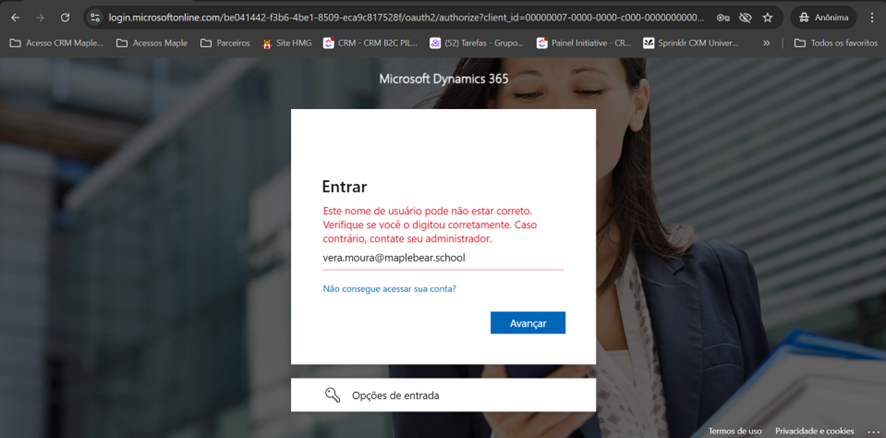 login.microsoftonline.com/be041442-f3b6-4be1-8509-eca9c817528f/oauth2/authorize?client_id=00000007-0000-0000-c000-0000000000...
Anônima
Acesso CRM Maple... Acessos Maple Parceiros Site HMG CRM - CRM B2C PIL... (52) Tarefas - Grupo... Painel Initiative - CR... Sprinklr CXM Univer... » Todos os favoritos
Microsoft Dynamics 365
Entrar
Este nome de usuário pode não estar correto.
Verifique se você o digitou corretamente. Caso
contrário, contate seu administrador.
vera.moura@maplebear.school
Não consegue acessar sua conta?
Avançar
Opções de entrada
Termos de uso Privacidade e cookies ...